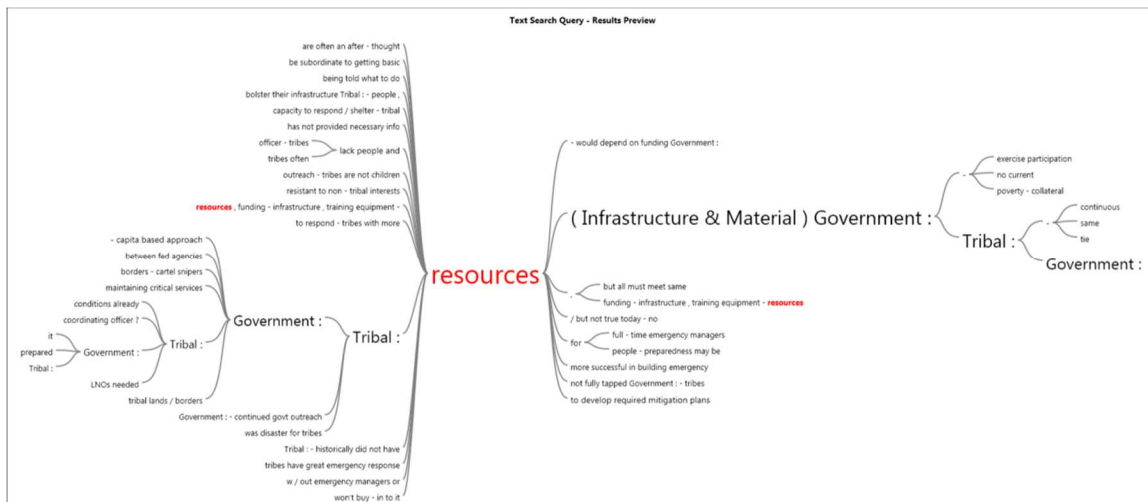 Text Search Query - Results Preview
are often an after - thought
be subordinate to getting basic
being told what to do
bolster their infrastructure Tribal : - people ,
capacity to respond / shelter - tribal
has not provided necessary info
officer - tribes
tribes often
lack people and
outreach - tribes are not children
resistant to non - tribal interests
resources , funding - infrastructure , training equipment -
to respond - tribes with more
- capita based approach
between fed agencies
borders - cartel snipers
maintaining critical services
conditions already
coordinating officer ?
it
prepared
Tribal :
Government :
LNOs needed
Tribal :
tribal lands / borders
Government :
Government : - continued govt outreach
was disaster for tribes
Tribal :
Tribal : - historically did not have
tribes have great emergency response
w / out emergency managers or
won't buy - in to it
resources
- would depend on funding Government :
( Infrastructure & Material ) Government :
-
exercise participation
no current
poverty - collateral
Tribal :
-
continuous
same
tie
Government :
,
but all must meet same
funding - infrastructure , training equipment - resources
/ but not true today - no
for
full - time emergency managers
people - preparedness may be
more successful in building emergency
not fully tapped Government : - tribes
to develop required mitigation plans